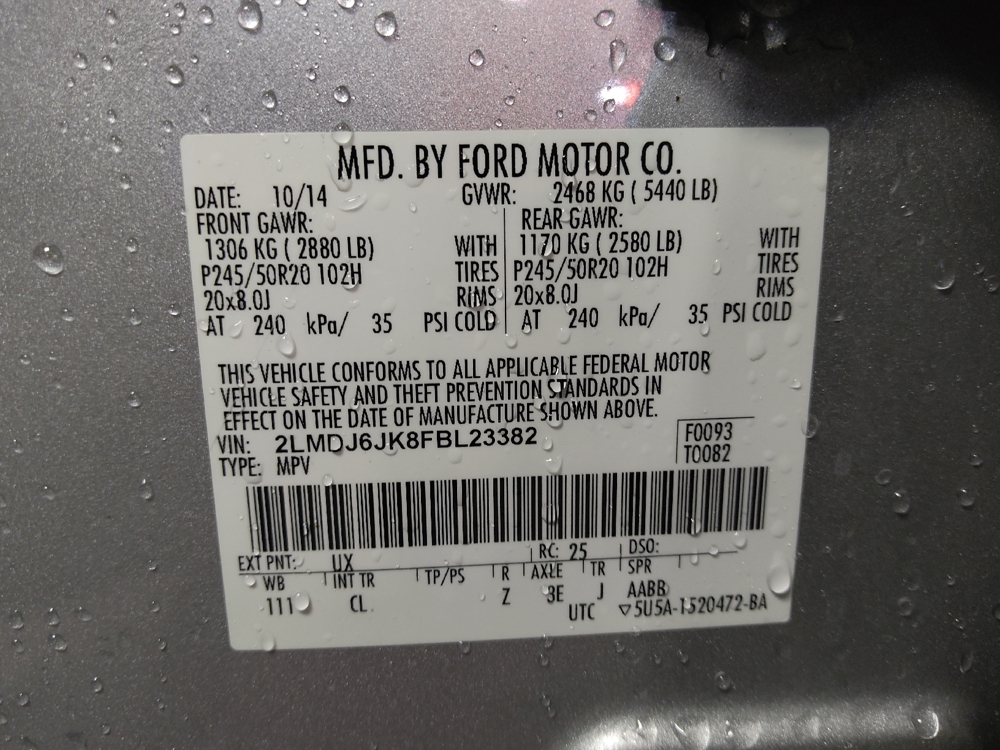 MFD. BY FORD MOTOR CO.
DATE: 10/14 GVWR: 2468 KG ( 5440 LB)
FRONT GAWR: REAR GAWR:
1306 KG ( 2880 LB) WITH 1170 KG ( 2580 LB) WITH
P245/50R20 102H TIRES P245/50R20 102H TIRES
20x8.0J RIMS 20x8.0J RIMS
AT 240 kPa/ 35 PSI COLD AT 240 kPa/ 35 PSI COLD
THIS VEHICLE CONFORMS TO ALL APPLICABLE FEDERAL MOTOR
VEHICLE SAFETY AND THEFT PREVENTION STANDARDS IN
EFFECT ON THE DATE OF MANUFACTURE SHOWN ABOVE.
VIN: 2LMDJ6JK8FBL23382 F0093
TYPE: MPV T0082
EXT PNT: UX RC: 25 DSO:
WB INT TR TP/PS R AXLE TR SPR
111 CL Z 3E J AABB
UTC ▽5U5A-1520472-BA